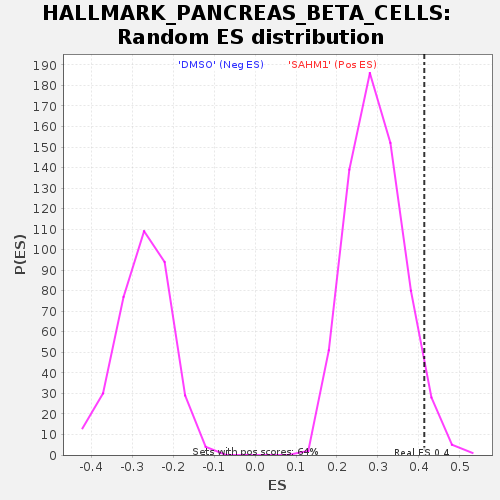 HALLMARK_PANCREAS_BETA_CELLS:
Random ES distribution
'DMSO' (Neg ES) 'SAHM1' (Pos ES)
190
180
170
160
150
140
130
120
110
100
90
80
70
60
50
40
30
20
10
0
P(ES)
Sets with pos scores: 64%
Real ES 0.4
-0.4 -0.3 -0.2 -0.1 0.0 0.1 0.2 0.3 0.4 0.5
ES